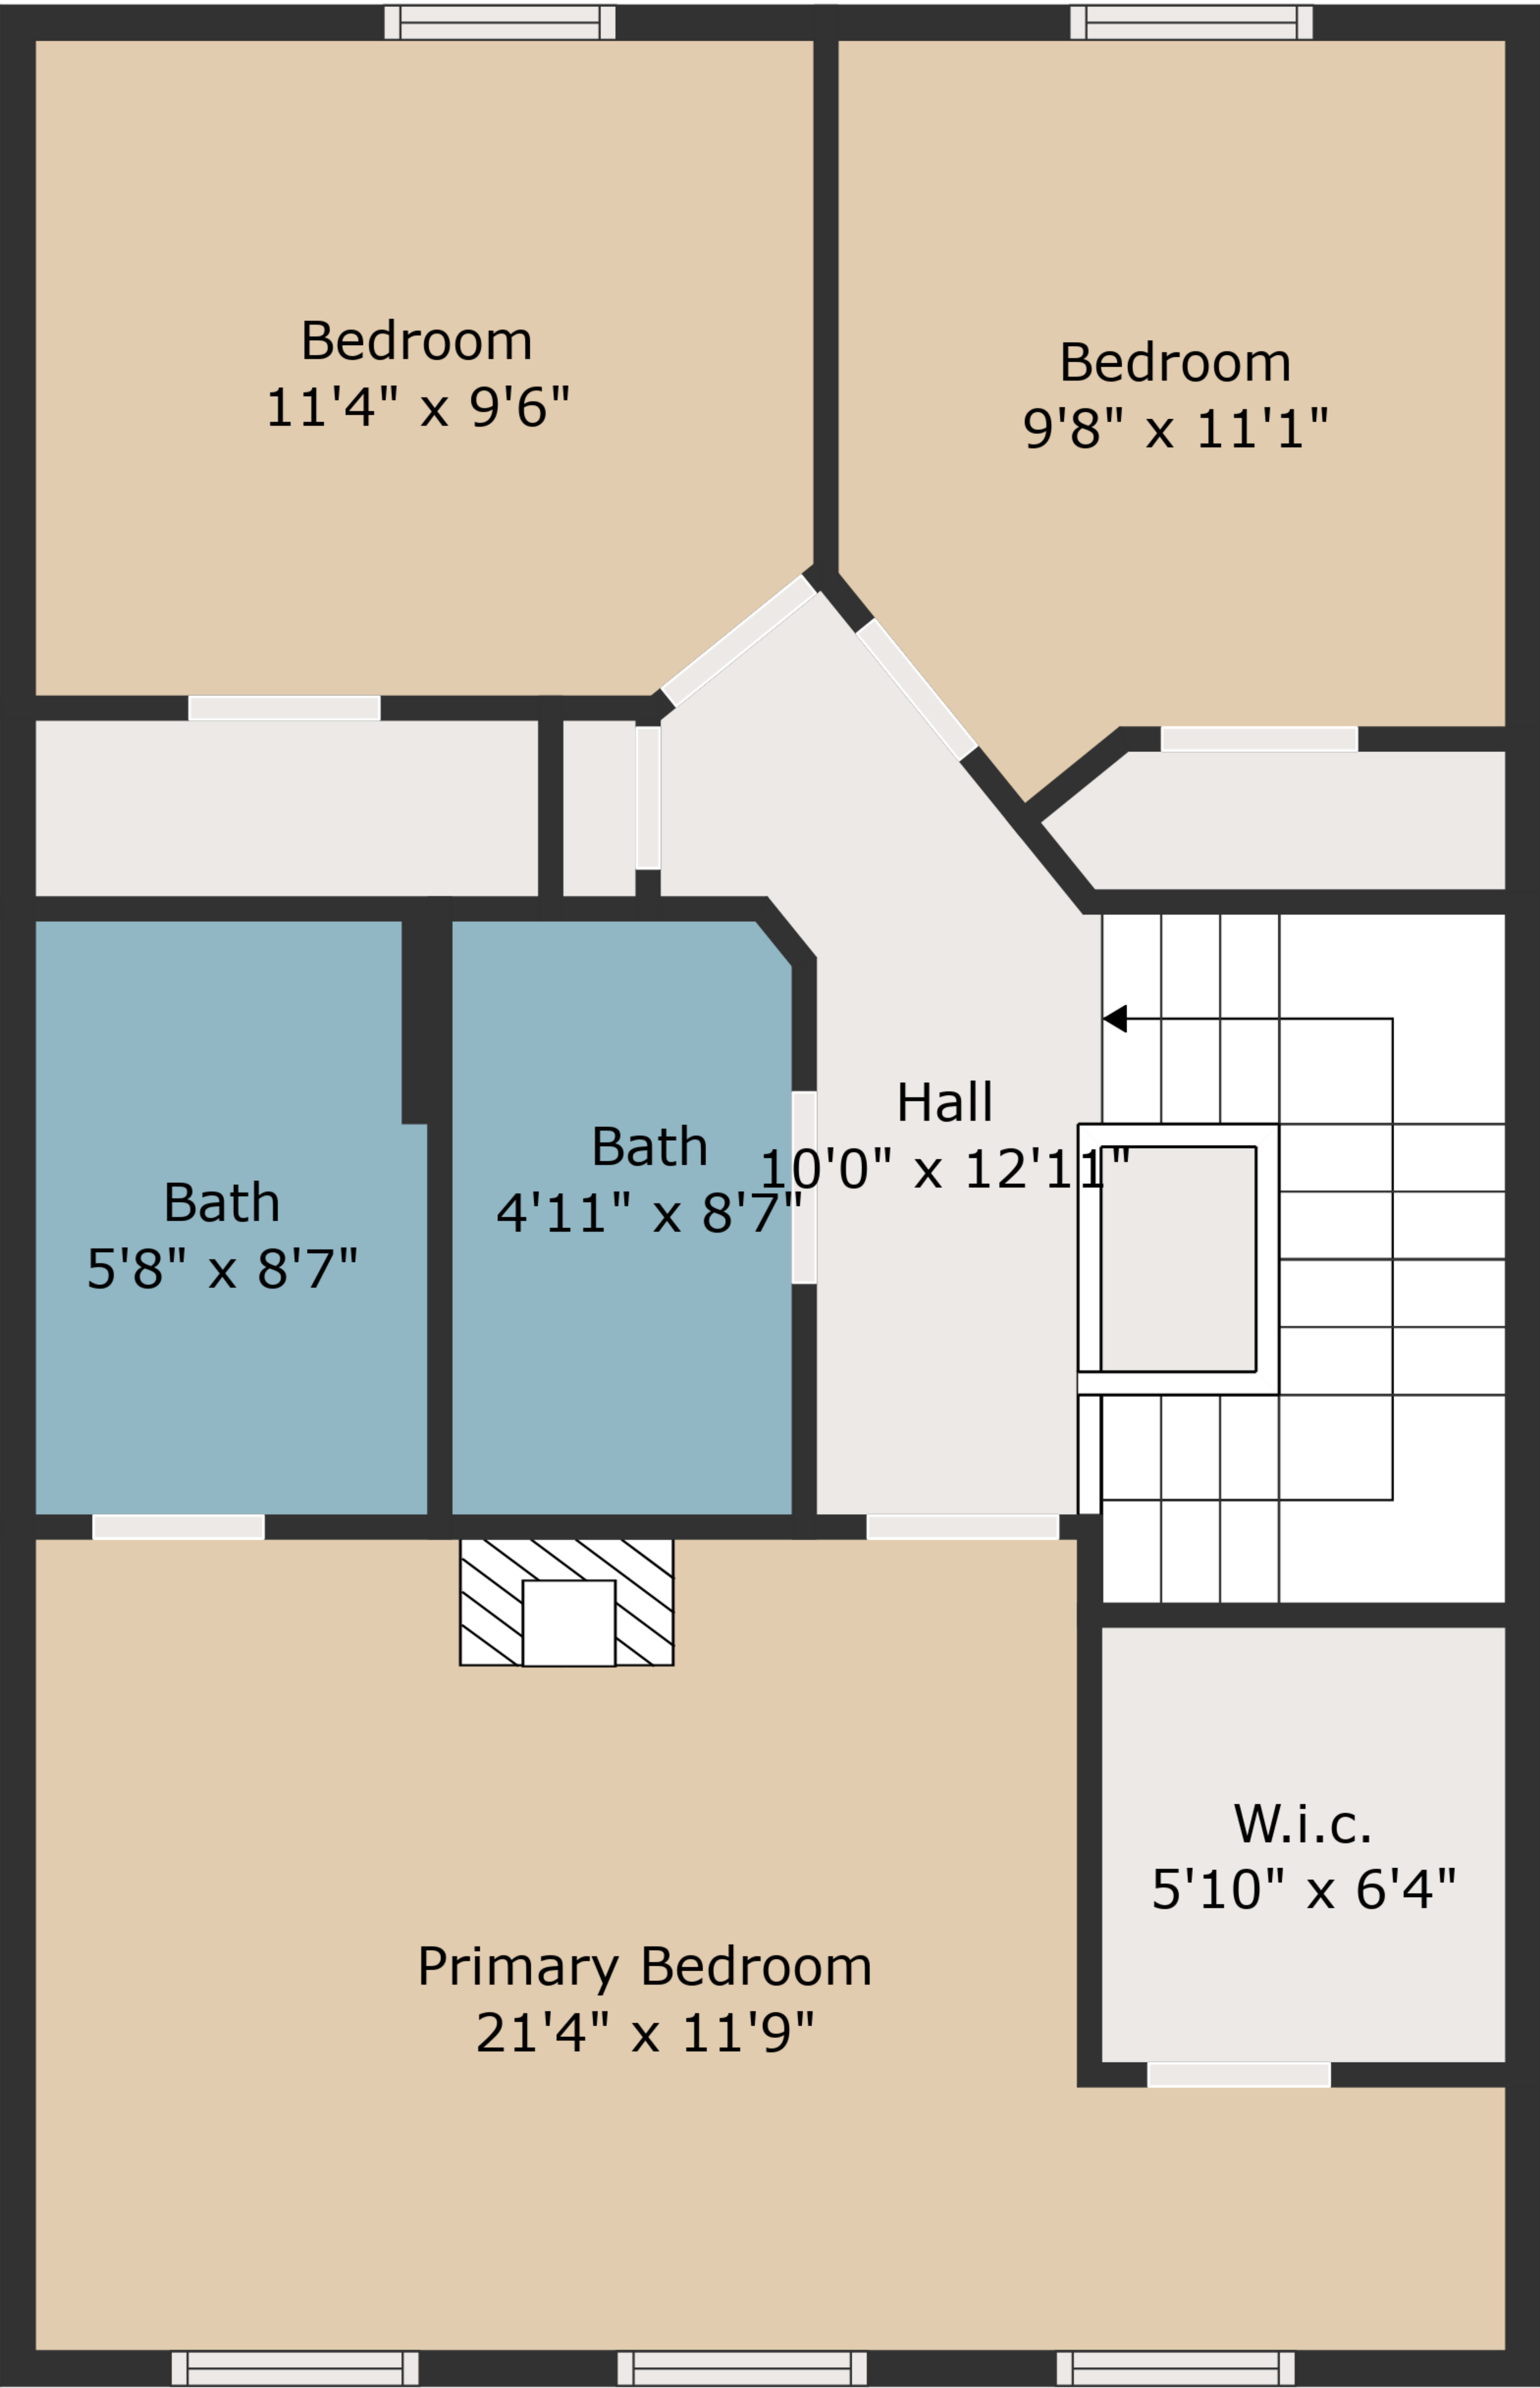 Bedroom
11'4" x 9'6"
Bedroom
9'8" x 11'1"
Hall
10'0" x 12'11"
Bath
4'11" x 8'7"
Bath
5'8" x 8'7"
W.i.c.
5'10" x 6'4"
Primary Bedroom
21'4" x 11'9"